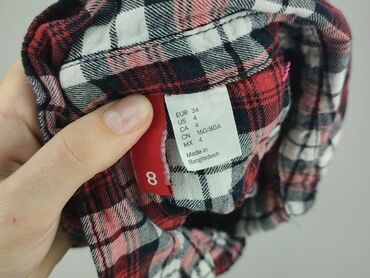 EUR 34
US 4
CA 4
CN 160/80A
MX 4
Made in
Bangladesh
8